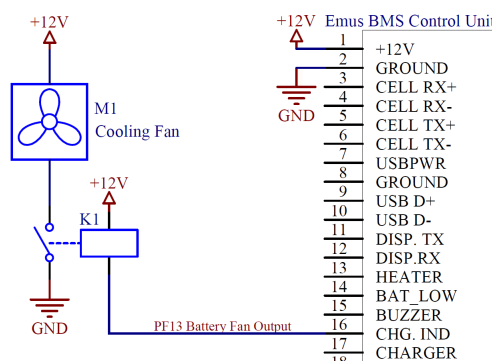 +12V
M1
Cooling Fan
+12V
K1
GND
PF13 Battery Fan Output
+12V
GND
Emus BMS Control Unit
1 +12V
2 GROUND
3 CELL RX+
4 CELL RX-
5 CELL TX+
6 CELL TX-
7 USBPWR
8 GROUND
9 USB D+
10 USB D-
11 DISP. TX
12 DISP.RX
13 HEATER
14 BAT_LOW
15 BUZZER
16 CHG. IND
17 CHARGER
18